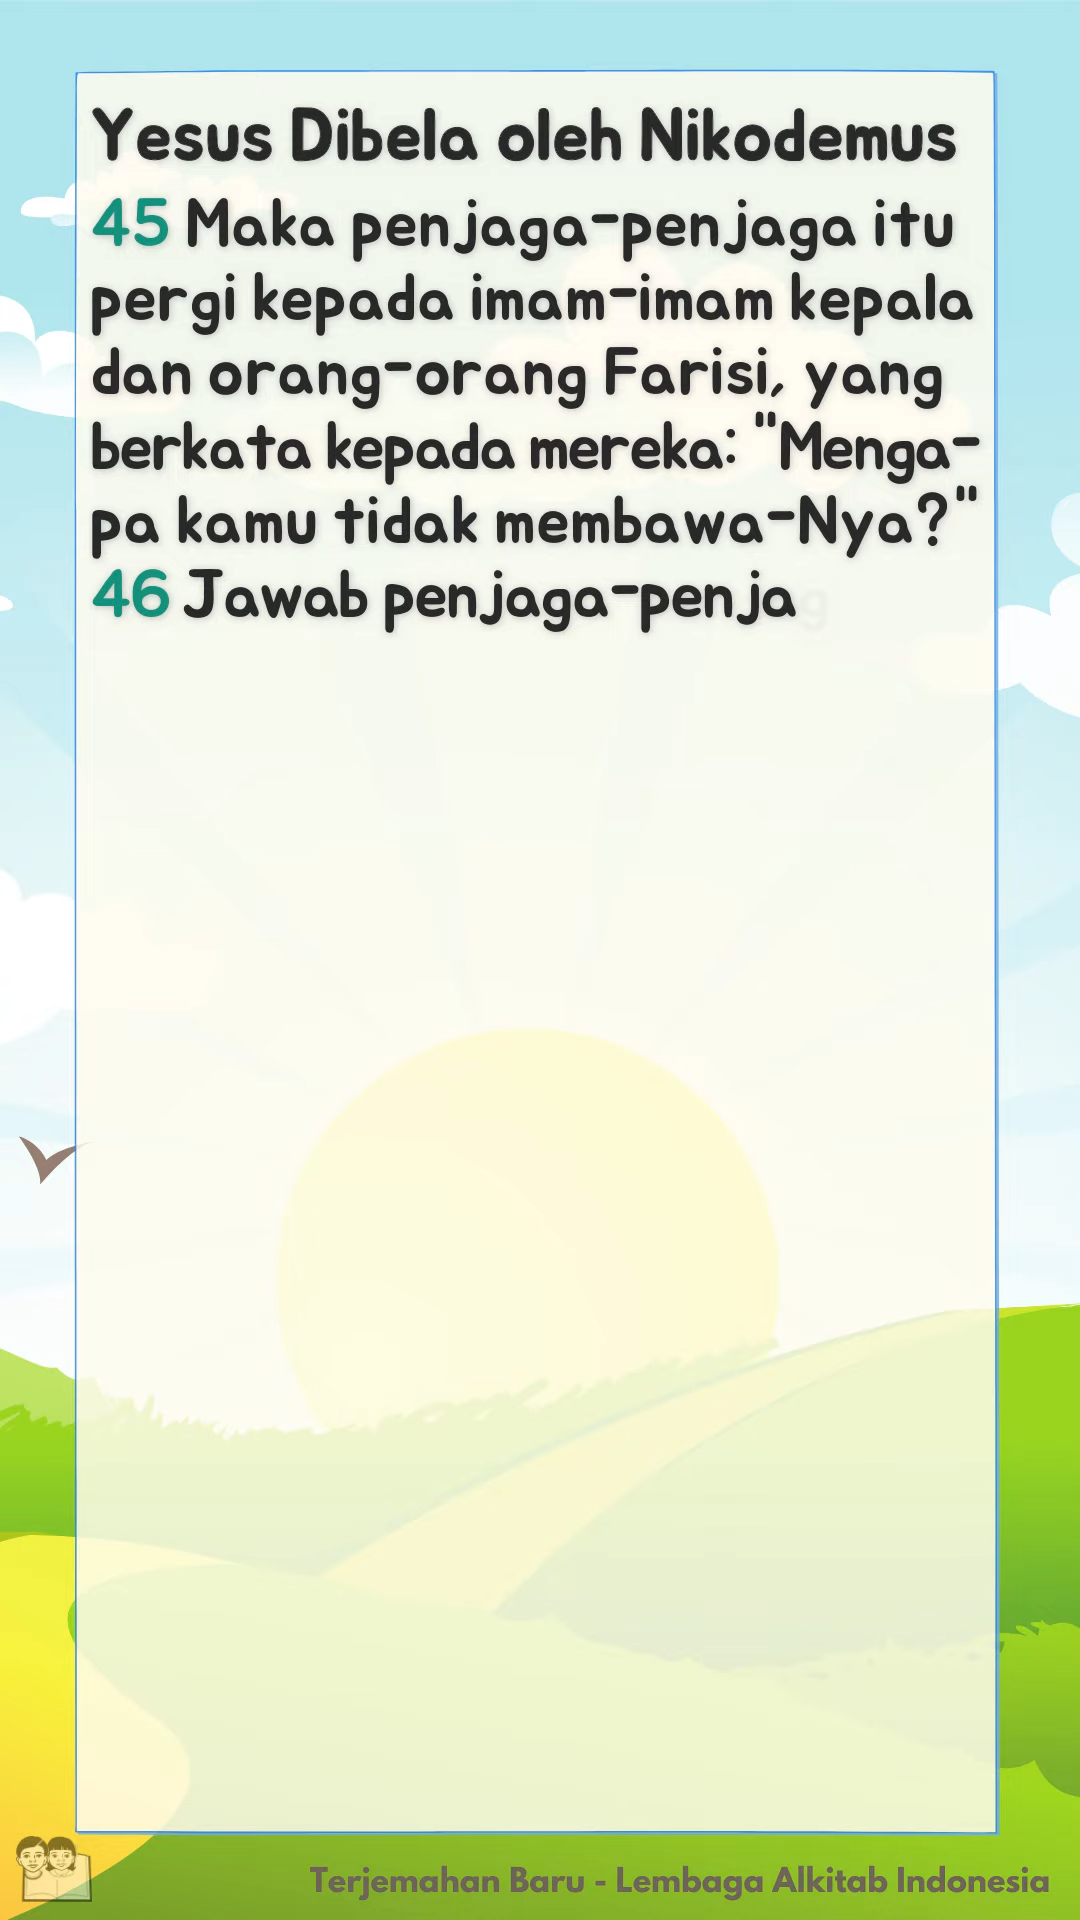 Yesus Dibela oleh Nikodemus
45 Maka penjaga-penjaga itu
pergi kepada imam-imam kepala
dan orang-orang Farisi, yang
berkata kepada mereka: "Menga-
pa kamu tidak membawa-Nya?"
46 Jawab penjaga-penjag
Terjemahan Baru - Lembaga Alkitab Indonesia